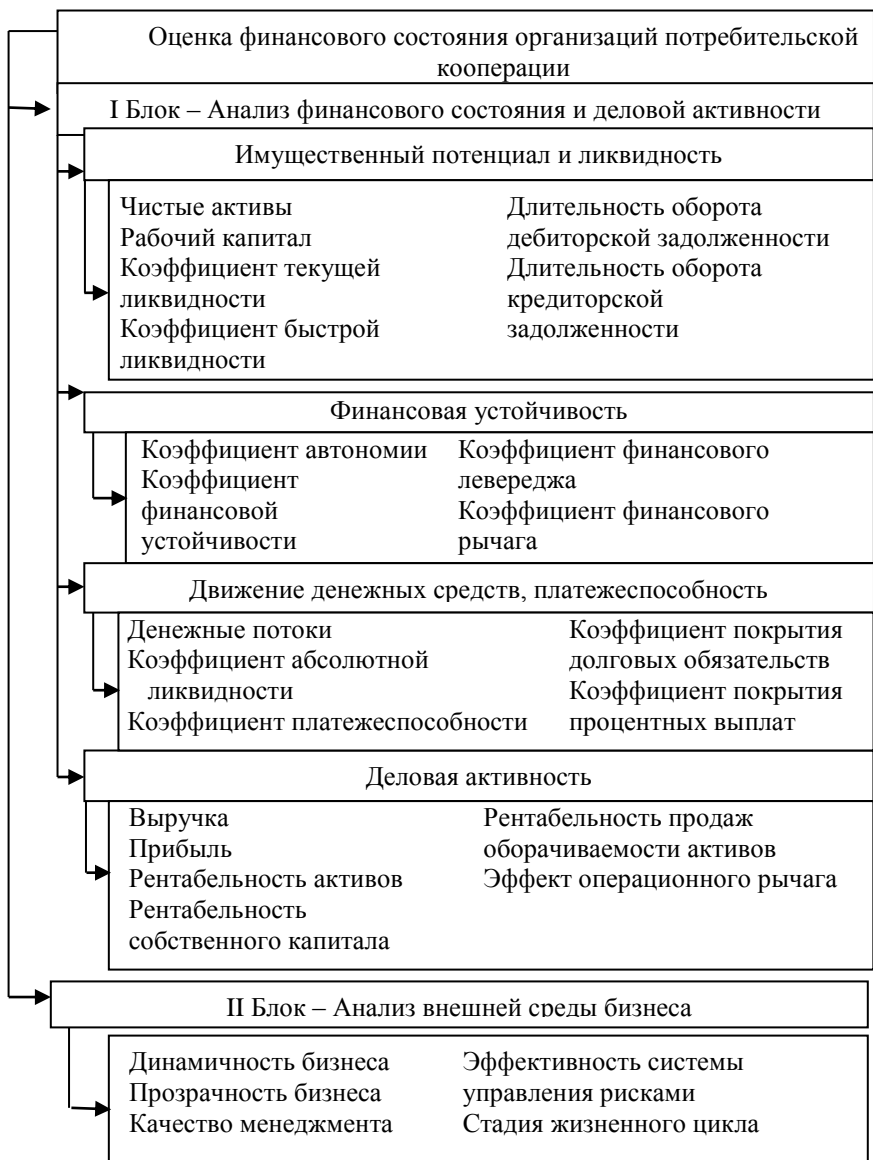 Оценка финансового состояния организаций потребительской
кооперации
I Блок – Анализ финансового состояния и деловой активности
Имущественный потенциал и ликвидность
Чистые активы
Рабочий капитал
Коэффициент текущей
ликвидности
Коэффициент быстрой
ликвидности
Длительность оборота
дебиторской задолженности
Длительность оборота
кредиторской
задолженности
Финансовая устойчивость
Коэффициент автономии
Коэффициент
финансовой
устойчивости
Коэффициент финансового
левереджа
Коэффициент финансового
рычага
Движение денежных средств, платежеспособность
Денежные потоки
Коэффициент абсолютной
ликвидности
Коэффициент платежеспособности
Коэффициент покрытия
долговых обязательств
Коэффициент покрытия
процентных выплат
Деловая активность
Выручка
Прибыль
Рентабельность активов
Рентабельность
собственного капитала
Рентабельность продаж
оборачиваемости активов
Эффект операционного рычага
II Блок – Анализ внешней среды бизнеса
Динамичность бизнеса
Прозрачность бизнеса
Качество менеджмента
Эффективность системы
управления рисками
Стадия жизненного цикла